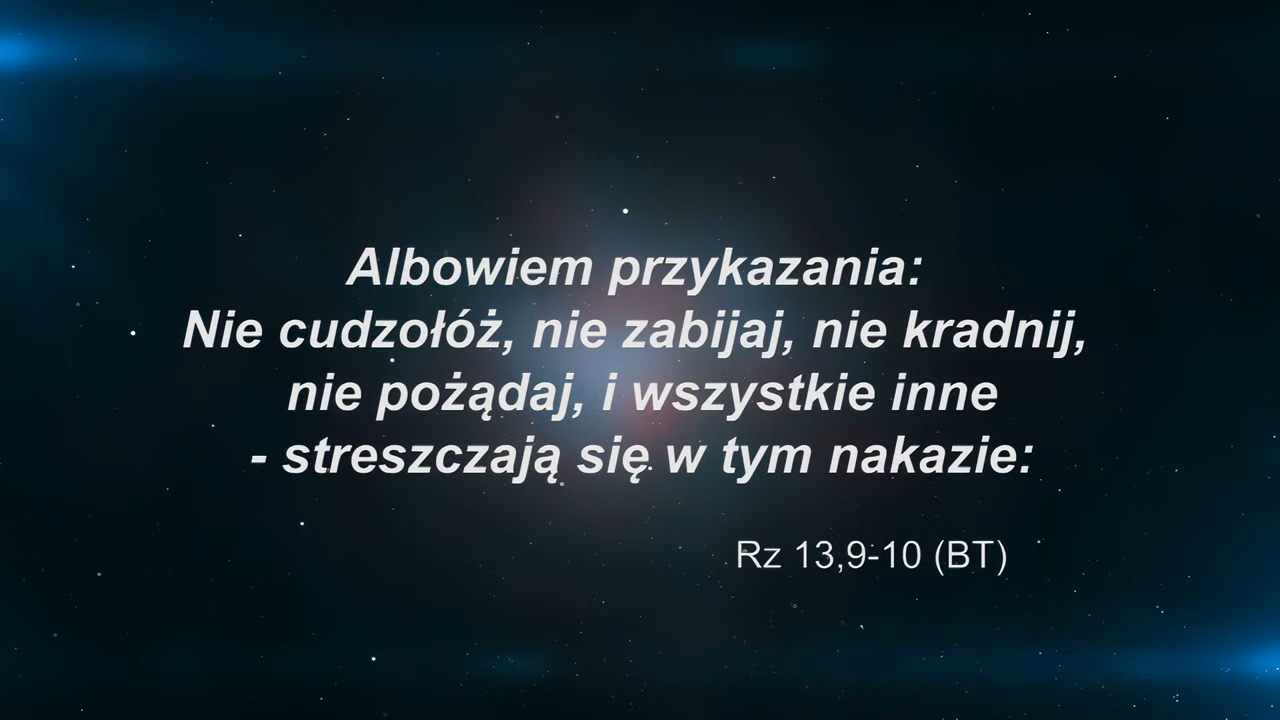 Albowiem przykazania:
Nie cudzołóż, nie zabijaj, nie kradnij,
nie pożądaj, i wszystkie inne
- streszczają się w tym nakazie:
Rz 13,9-10 (BT)